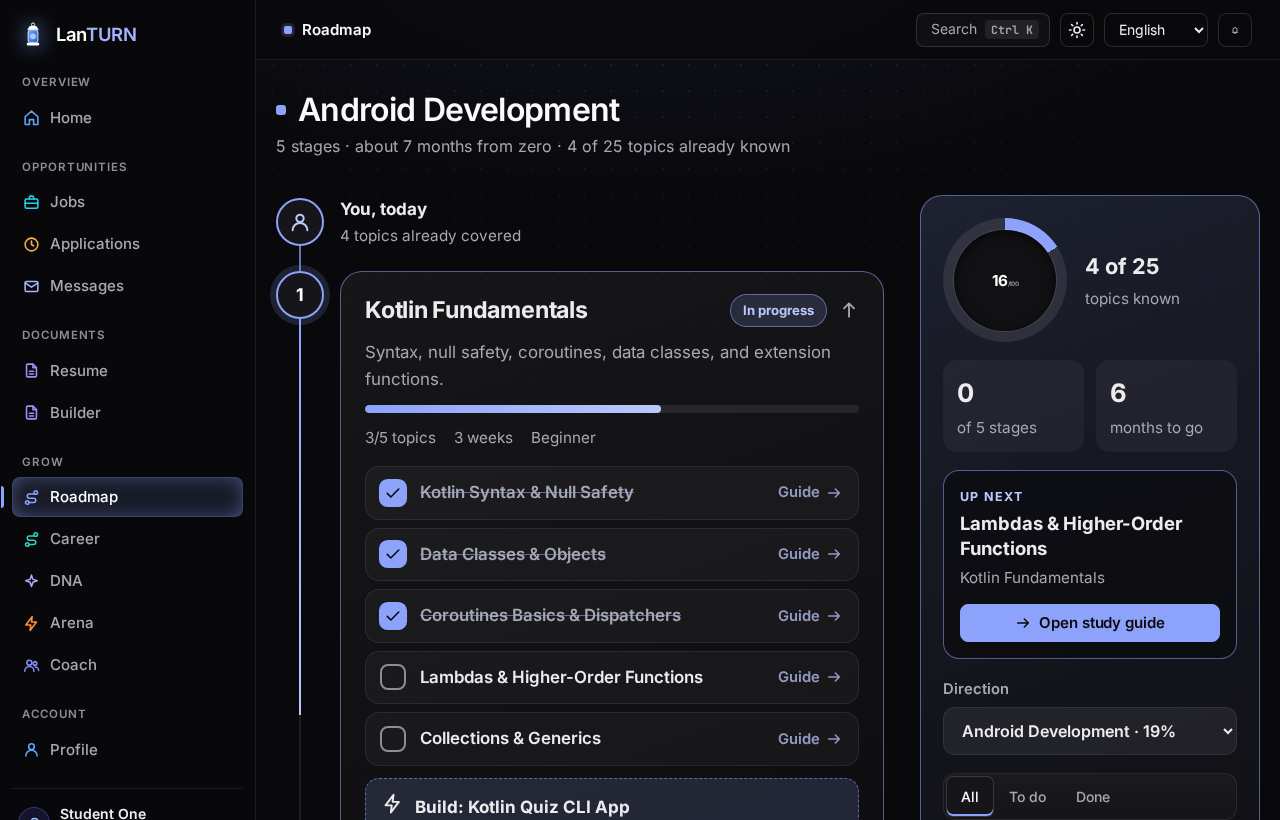 LanTURN
OVERVIEW
Home
OPPORTUNITIES
Jobs
Applications
Messages
DOCUMENTS
Resume
Builder
GROW
Roadmap
Career
DNA
Arena
Coach
ACCOUNT
Profile
Student One
Roadmap
Search Ctrl K
English
Android Development
5 stages · about 7 months from zero · 4 of 25 topics already known
You, today
4 topics already covered
1
Kotlin Fundamentals
In progress
Syntax, null safety, coroutines, data classes, and extension
functions.
3/5 topics 3 weeks Beginner
Kotlin Syntax & Null Safety Guide →
Data Classes & Objects Guide →
Coroutines Basics & Dispatchers Guide →
Lambdas & Higher-Order Functions Guide →
Collections & Generics Guide →
Build: Kotlin Quiz CLI App
16/100
4 of 25
topics known
0
of 5 stages
6
months to go
UP NEXT
Lambdas & Higher-Order
Functions
Kotlin Fundamentals
→ Open study guide
Direction
Android Development · 19%
All To do Done